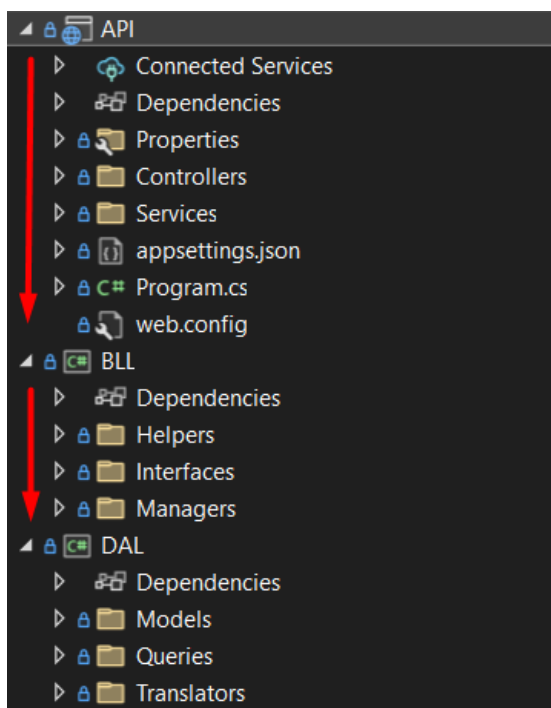 API
Connected Services
Dependencies
Properties
Controllers
Services
appsettings.json
C# Program.cs
web.config
C# BLL
Dependencies
Helpers
Interfaces
Managers
C# DAL
Dependencies
Models
Queries
Translators